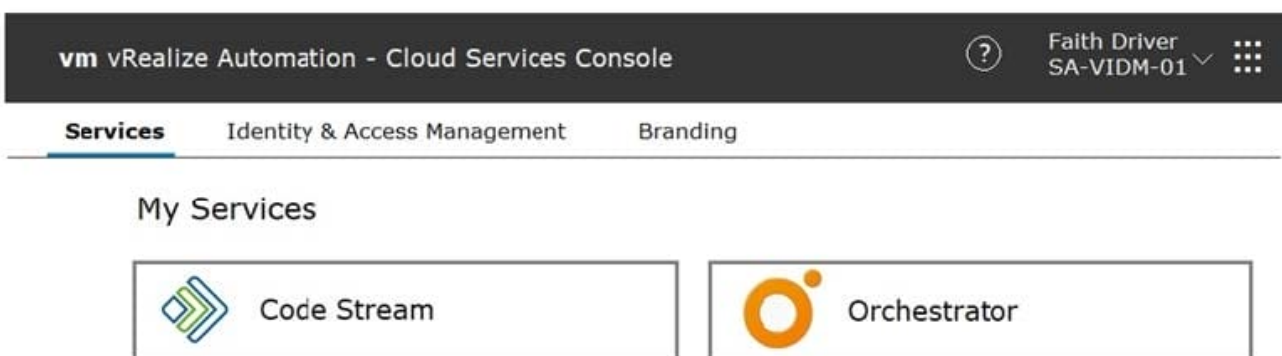 vm vRealize Automation - Cloud Services Console
?
Faith Driver
SA-VIDM-01
Services Identity & Access Management Branding
My Services
Code Stream Orchestrator